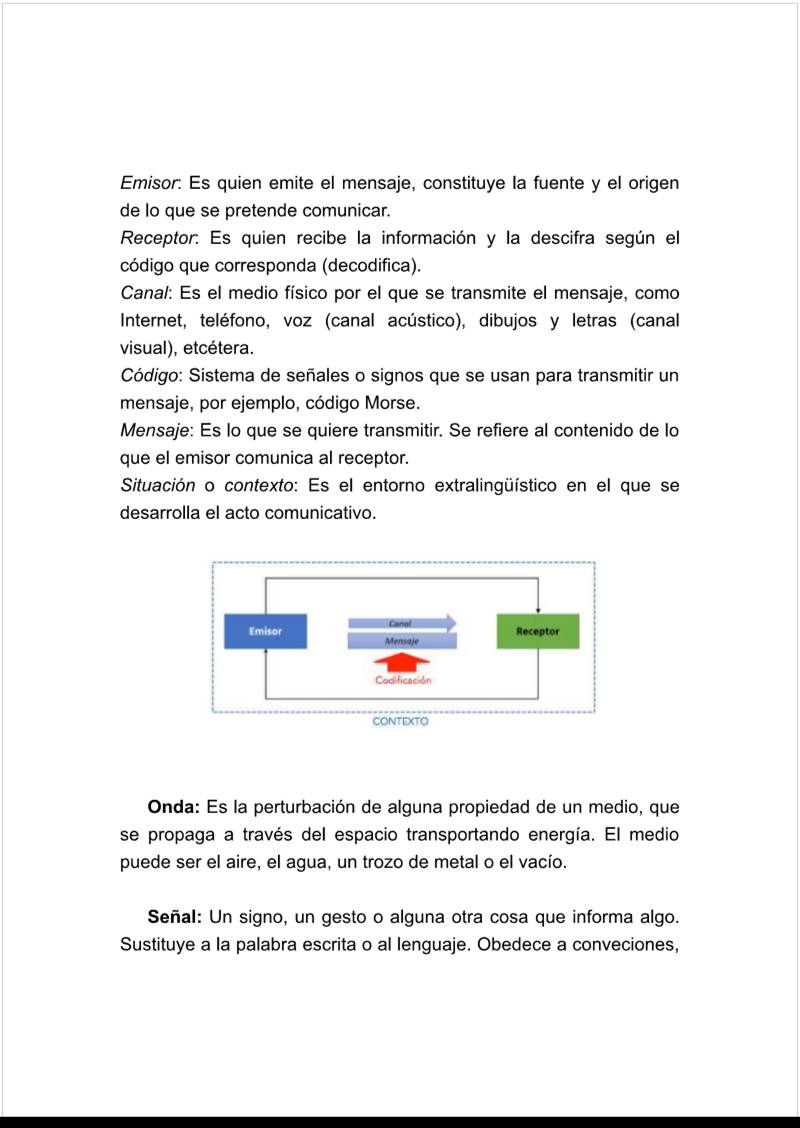 Emisor: Es quien emite el mensaje, constituye la fuente y el origen
de lo que se pretende comunicar.
Receptor: Es quien recibe la información y la descifra según el
código que corresponda (decodifica).
Canal: Es el medio físico por el que se transmite el mensaje, como
Internet, teléfono, voz (canal acústico), dibujos y letras (canal
visual), etcétera.
Código: Sistema de señales o signos que se usan para transmitir un
mensaje, por ejemplo, código Morse.
Mensaje: Es lo que se quiere transmitir. Se refiere al contenido de lo
que el emisor comunica al receptor.
Situación o contexto: Es el entorno extralingüístico en el que se
desarrolla el acto comunicativo.
Canal
Emisor
Receptor
Mensaje
Codificación
CONTEXTO
Onda: Es la perturbación de alguna propiedad de un medio, que
se propaga a través del espacio transportando energía. El medio
puede ser el aire, el agua, un trozo de metal o el vacío.
Señal: Un signo, un gesto o alguna otra cosa que informa algo.
Sustituye a la palabra escrita o al lenguaje. Obedece a conveciones,